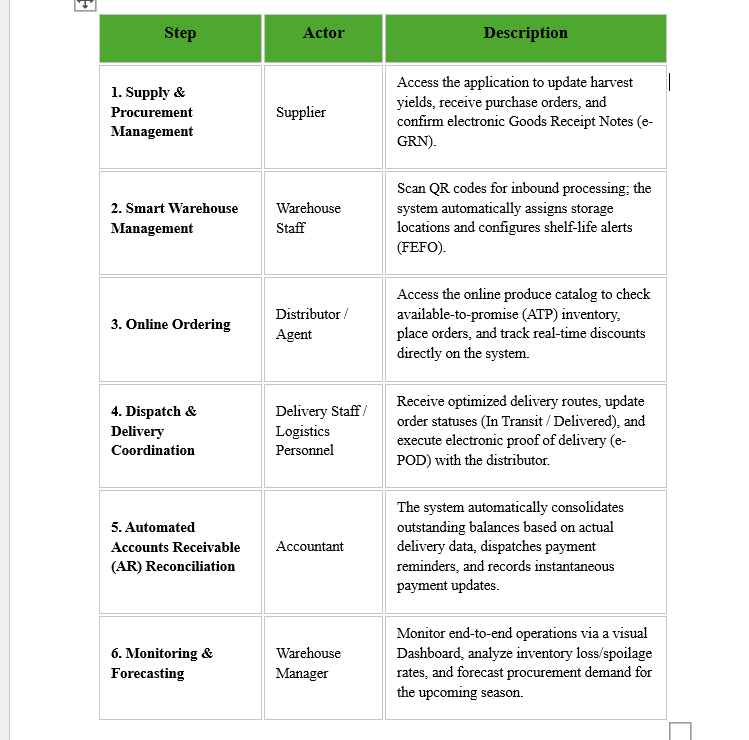 Step
Actor
Description
1. Supply &
Procurement
Management
Supplier
Access the application to update harvest
yields, receive purchase orders, and
confirm electronic Goods Receipt Notes (e-
GRN).
2. Smart Warehouse
Management
Warehouse
Staff
Scan QR codes for inbound processing; the
system automatically assigns storage
locations and configures shelf-life alerts
(FEFO).
3. Online Ordering
Distributor /
Agent
Access the online produce catalog to check
available-to-promise (ATP) inventory,
place orders, and track real-time discounts
directly on the system.
4. Dispatch &
Delivery
Coordination
Delivery Staff /
Logistics
Personnel
Receive optimized delivery routes, update
order statuses (In Transit / Delivered), and
execute electronic proof of delivery (e-
POD) with the distributor.
5. Automated
Accounts Receivable
(AR) Reconciliation
Accountant
The system automatically consolidates
outstanding balances based on actual
delivery data, dispatches payment
reminders, and records instantaneous
payment updates.
6. Monitoring &
Forecasting
Warehouse
Manager
Monitor end-to-end operations via a visual
Dashboard, analyze inventory loss/spoilage
rates, and forecast procurement demand for
the upcoming season.